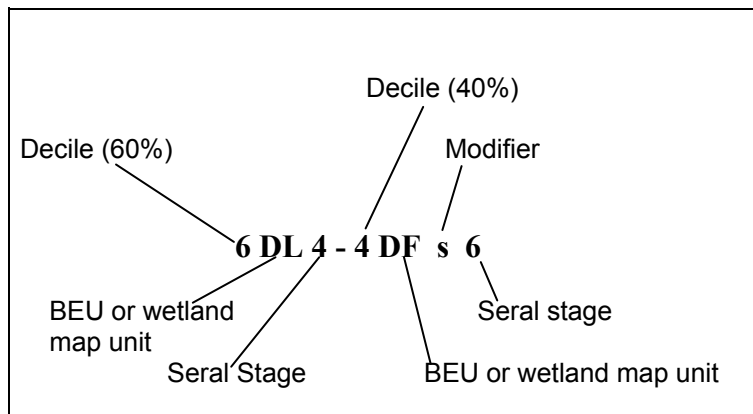 Decile (40%)
Decile (60%)
Modifier
6 DL 4 - 4 DF s 6
BEU or wetland
map unit
Seral stage
Seral Stage
BEU or wetland map unit